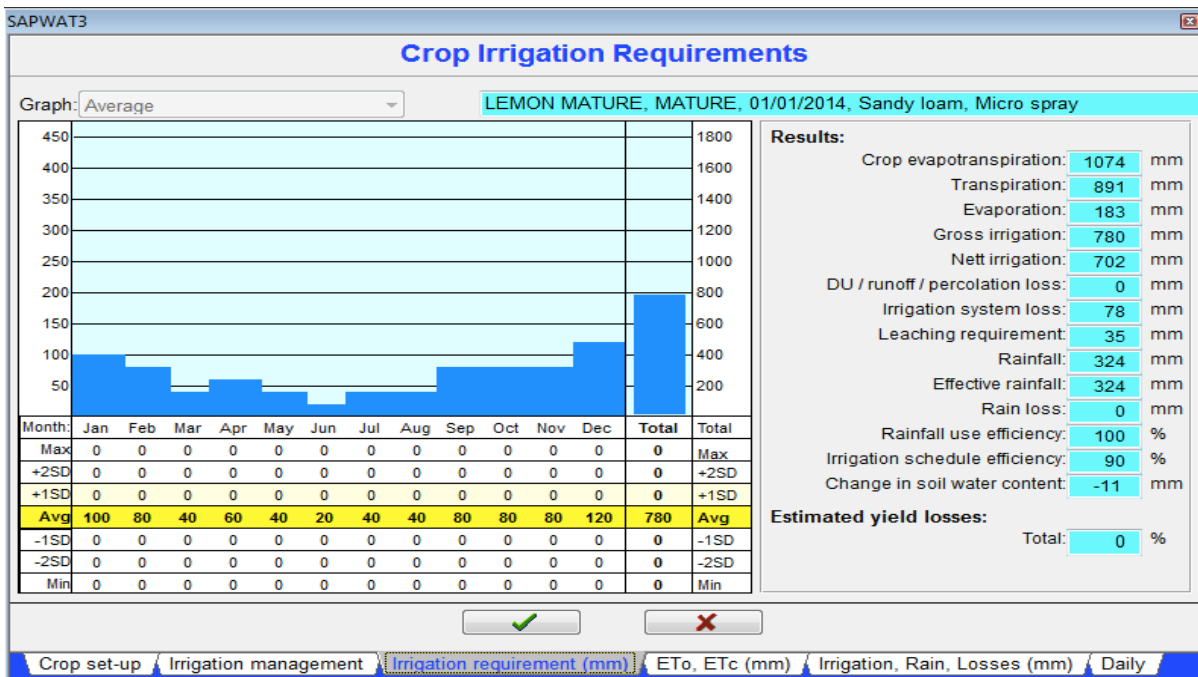 SAPWAT3
Crop Irrigation Requirements
Graph: Average
LEMON MATURE, MATURE, 01/01/2014, Sandy loam, Micro spray
450 1800
400 1600
350 1400
300 1200
250 1000
200 800
150 600
100 400
50 200
Month: Jan Feb Mar Apr May Jun Jul Aug Sep Oct Nov Dec Total Total
Max 0 0 0 0 0 0 0 0 0 0 0 0 0 Max
+2SD 0 0 0 0 0 0 0 0 0 0 0 0 0 +2SD
+1SD 0 0 0 0 0 0 0 0 0 0 0 0 0 +1SD
Avg 100 80 40 60 40 20 40 40 80 80 80 120 780 Avg
-1SD 0 0 0 0 0 0 0 0 0 0 0 0 0 -1SD
-2SD 0 0 0 0 0 0 0 0 0 0 0 0 0 -2SD
Min 0 0 0 0 0 0 0 0 0 0 0 0 0 Min
Results:
Crop evapotranspiration: 1074 mm
Transpiration: 891 mm
Evaporation: 183 mm
Gross irrigation: 780 mm
Nett irrigation: 702 mm
DU / runoff / percolation loss: 0 mm
Irrigation system loss: 78 mm
Leaching requirement: 35 mm
Rainfall: 324 mm
Effective rainfall: 324 mm
Rain loss: 0 mm
Rainfall use efficiency: 100 %
Irrigation schedule efficiency: 90 %
Change in soil water content: -11 mm
Estimated yield losses:
Total: 0 %
Crop set-up Irrigation management Irrigation requirement (mm) ETo, ETc (mm) Irrigation, Rain, Losses (mm) Daily